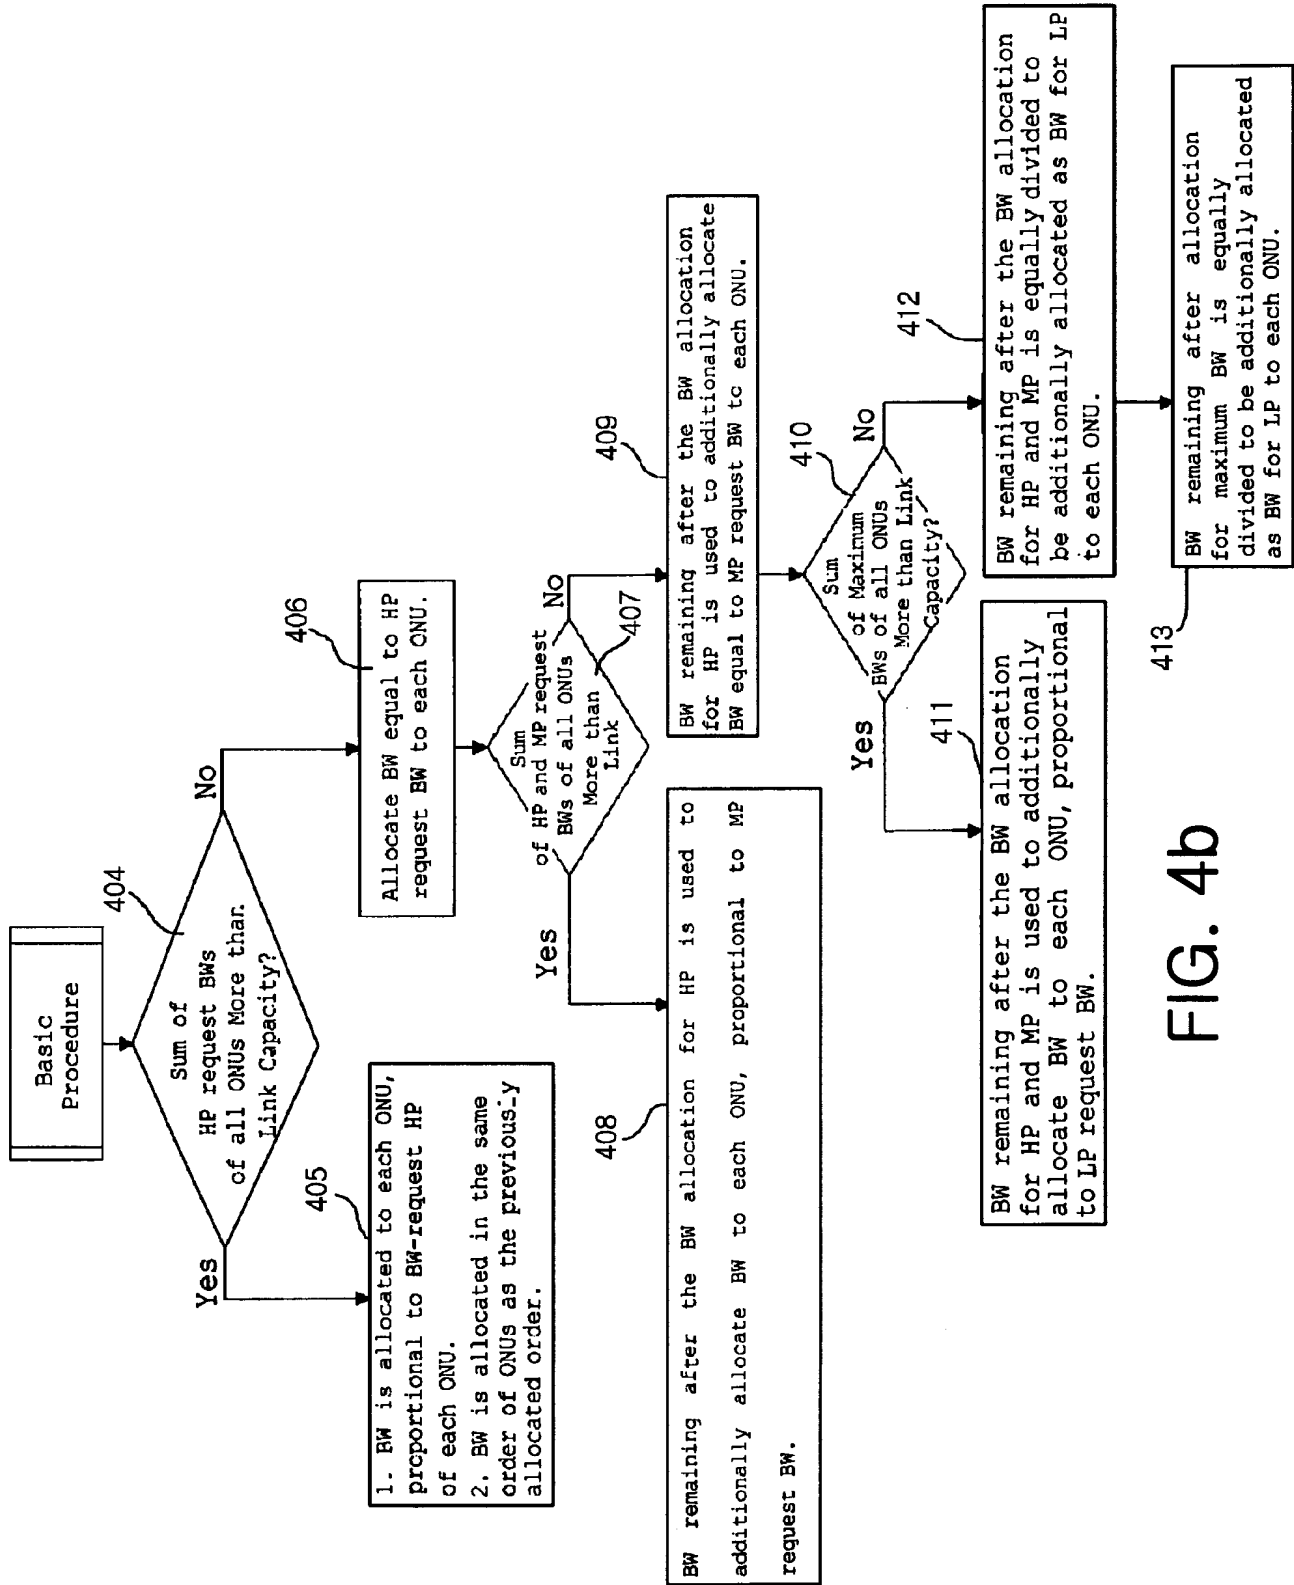 Basic
Procedure
404
Sum of
HP request BWs
of all ONUs More than.
Link Capacity?
Yes
No
405
1. BW is allocated to each ONU,
proportional to BW-request HP
of each ONU.
2. BW is allocated in the same
order of ONUs as the previous_y
allocated order.
406
Allocate BW equal to HP
request BW to each ONU.
Sum
of HP and MP request
BWs of all ONUs
More than
Link
407
Yes
No
408
BW remaining after the BW allocation for HP is used to
additionally allocate BW to each ONU, proportional to MP
request BW.
409
BW remaining after the BW allocation
for HP is used to additionally allocate
BW equal to MP request BW tc each ONU.
410
Sum
of Maximum
BWs of all ONUs
More than Link
Capacity?
Yes
No
411
BW remaining after the BW allocation
for HP and MP is used to additionally
allocate BW to each ONU, proportional
to LP request BW.
412
BW remaining after the BW allocation
for HP and MP is equally divided to
be additionally allocated as BW for LP
to each ONU.
413
BW remaining after allocation
for maximum BW is equally
divided to be additionally allocated
as BW for LP to each ONU.
FIG. 4b